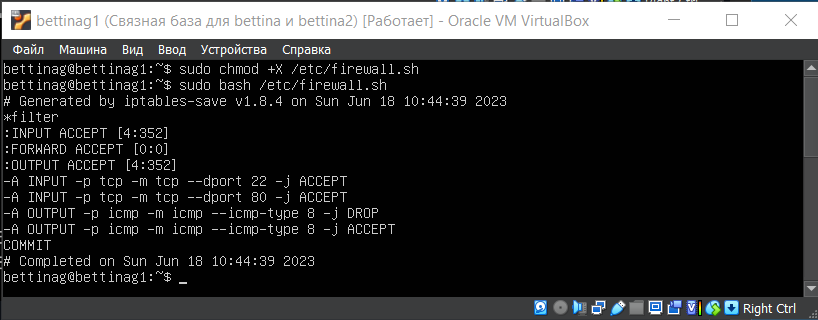 bettinag1 (Связная база для bettina и bettina2) [Работает] - Oracle VM VirtualBox
Файл Машина Вид Ввод Устройства Справка
bettinag@bettinag1:~$ sudo chmod +X /etc/firewall.sh
bettinag@bettinag1:~$ sudo bash /etc/firewall.sh
# Generated by iptables-save v1.8.4 on Sun Jun 18 10:44:39 2023
*filter
:INPUT ACCEPT [4:352]
:FORWARD ACCEPT [0:0]
:OUTPUT ACCEPT [4:352]
-A INPUT -p tcp -m tcp --dport 22 -j ACCEPT
-A INPUT -p tcp -m tcp --dport 80 -j ACCEPT
-A OUTPUT -p icmp -m icmp --icmp-type 8 -j DROP
-A OUTPUT -p icmp -m icmp --icmp-type 8 -j ACCEPT
COMMIT
# Completed on Sun Jun 18 10:44:39 2023
bettinag@bettinag1:~$ _
Right Ctrl